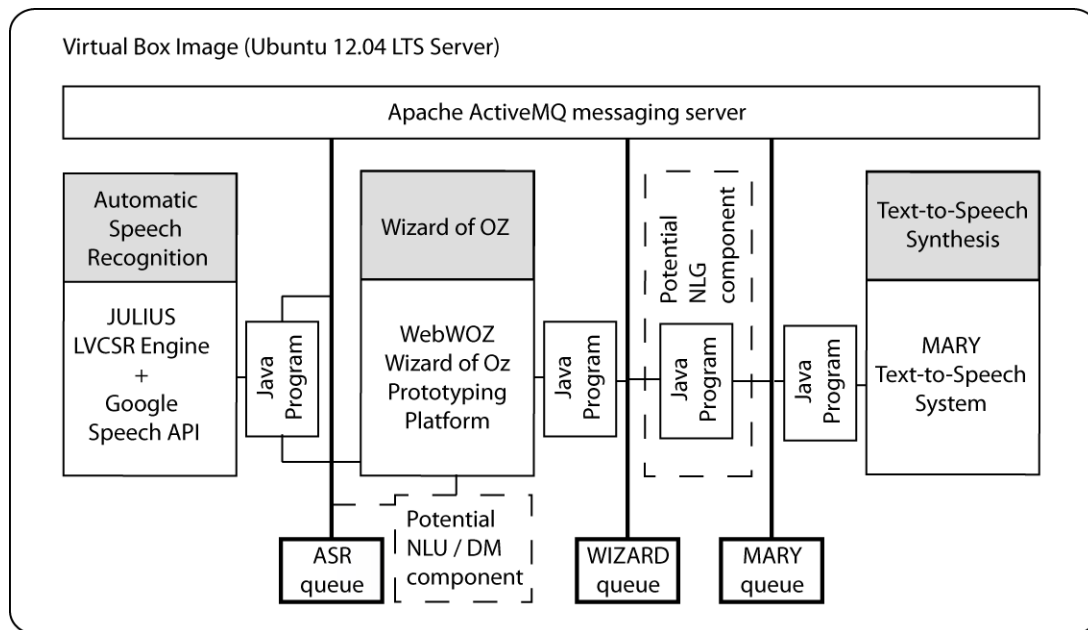 Virtual Box Image (Ubuntu 12.04 LTS Server)
Apache ActiveMQ messaging server
Automatic
Speech
Recognition
JULIUS
LVCSR Engine
+
Google
Speech API
Java
Program
Wizard of OZ
WebWOZ
Wizard of Oz
Prototyping
Platform
Java
Program
Potential
NLG
component
Java
Program
Java
Program
Text-to-Speech
Synthesis
MARY
Text-to-Speech
System
ASR
queue
Potential
NLU / DM
component
WIZARD
queue
MARY
queue